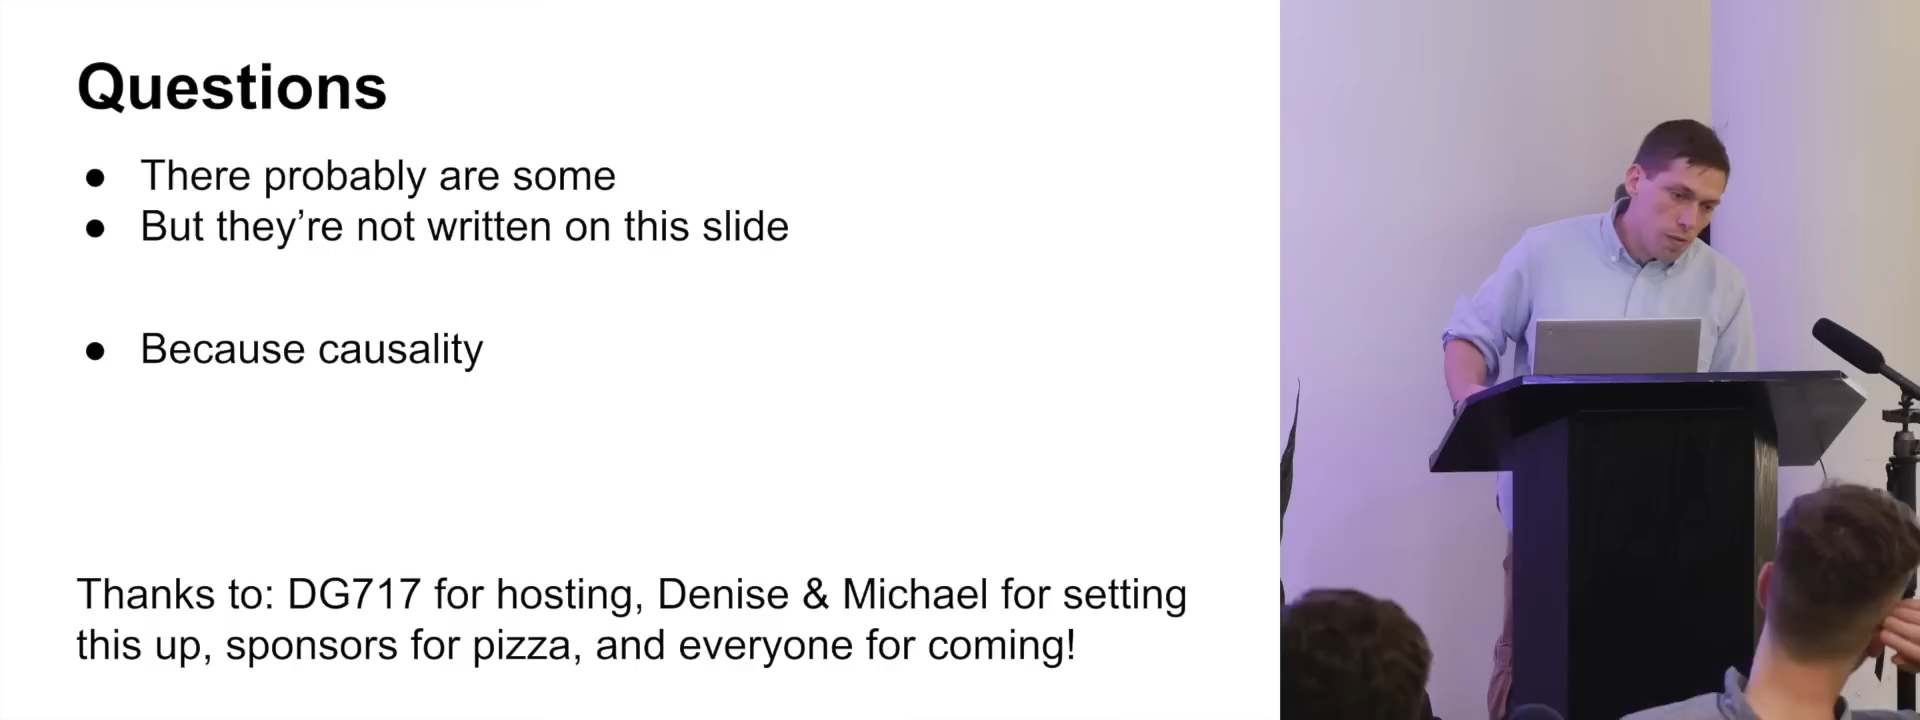 Questions
● There probably are some
● But they’re not written on this slide
● Because causality
Thanks to: DG717 for hosting, Denise & Michael for setting
this up, sponsors for pizza, and everyone for coming!